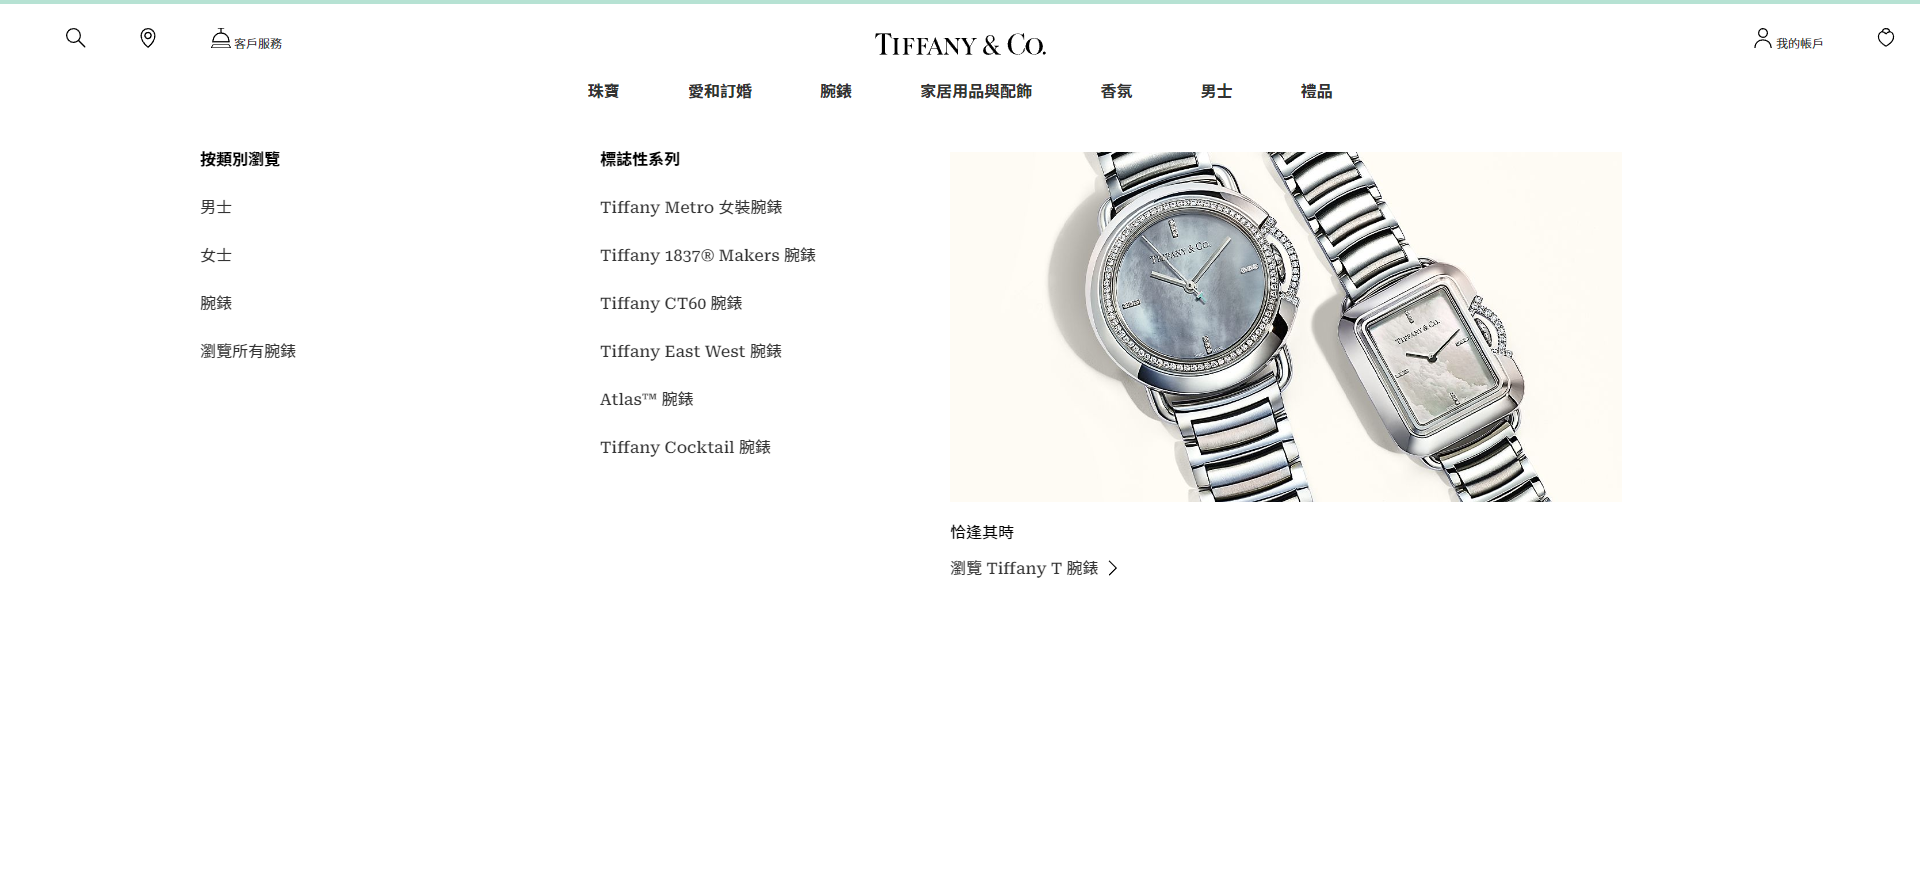 客戶服務
TIFFANY & CO.
我的帳戶
珠寶
愛和訂婚
腕錶
家居用品與配飾
香氛
男士
禮品
按類別瀏覽
男士
女士
腕錶
瀏覽所有腕錶
標誌性系列
Tiffany Metro 女裝腕錶
Tiffany 1837® Makers 腕錶
Tiffany CT60 腕錶
Tiffany East West 腕錶
Atlas™ 腕錶
Tiffany Cocktail 腕錶
TIFFANY & CO.
TIFFANY & CO.
恰逢其時
瀏覽 Tiffany T 腕錶